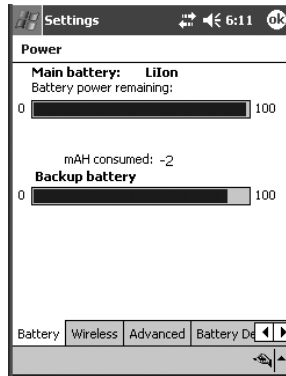 Settings 6:11 ok
Power
Main battery: LiIon
Battery power remaining:
0 100
mAH consumed: -2
Backup battery
0 100
Battery Wireless Advanced Battery De